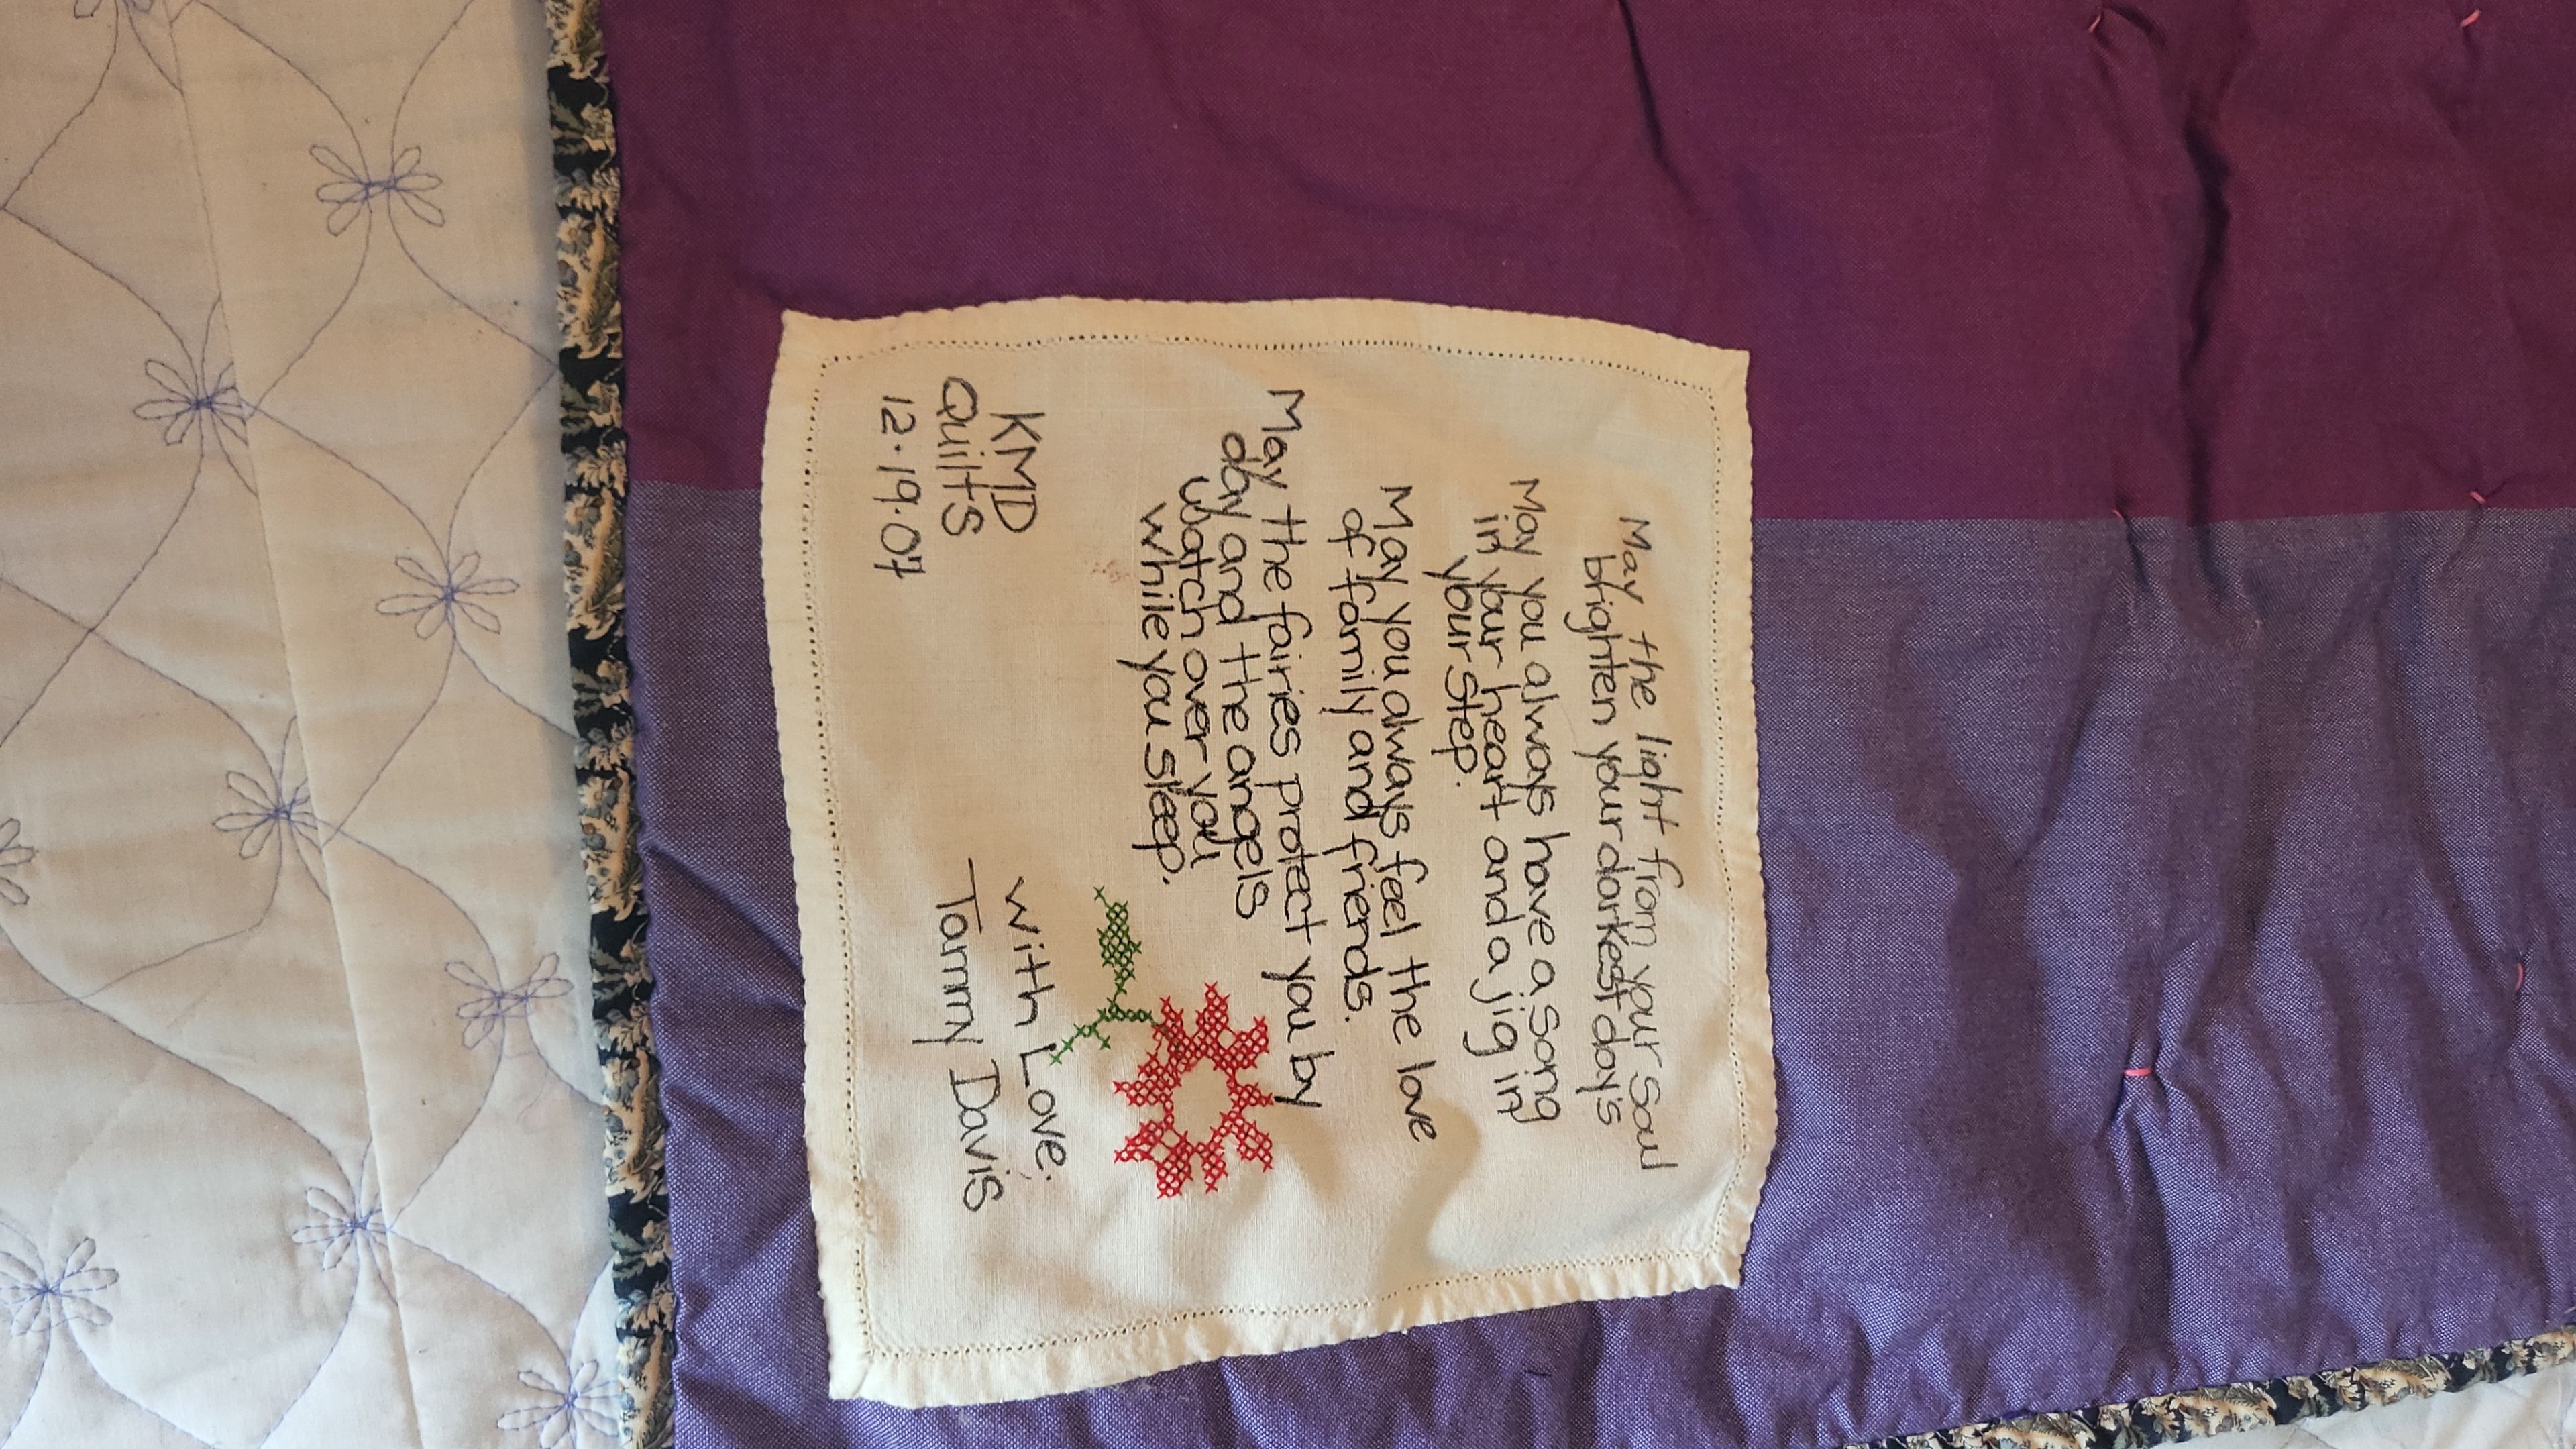 May the light from your soul
brighten your darkest day's
May you always have a song
in your heart and a jig in
your step.
May you always feel the love
of family and friends.
May the fairies protect you by
day and the angels
watch over you
while you sleep.
KMD
Quilts
12.19.07
with Love,
Tammy Davis